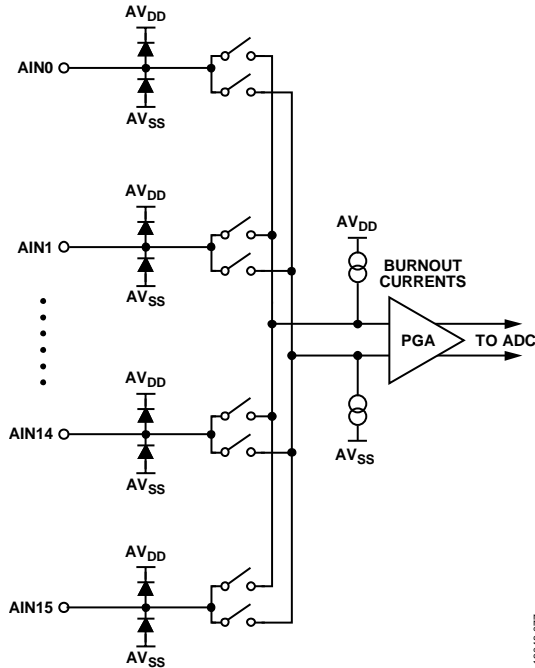 AVDD
AIN0
AVSS
AVDD
AIN1
AVSS
AVDD
BURNOUT
CURRENTS
PGA
TO ADC
AVSS
AVDD
AIN14
AVSS
AVDD
AIN15
AVSS